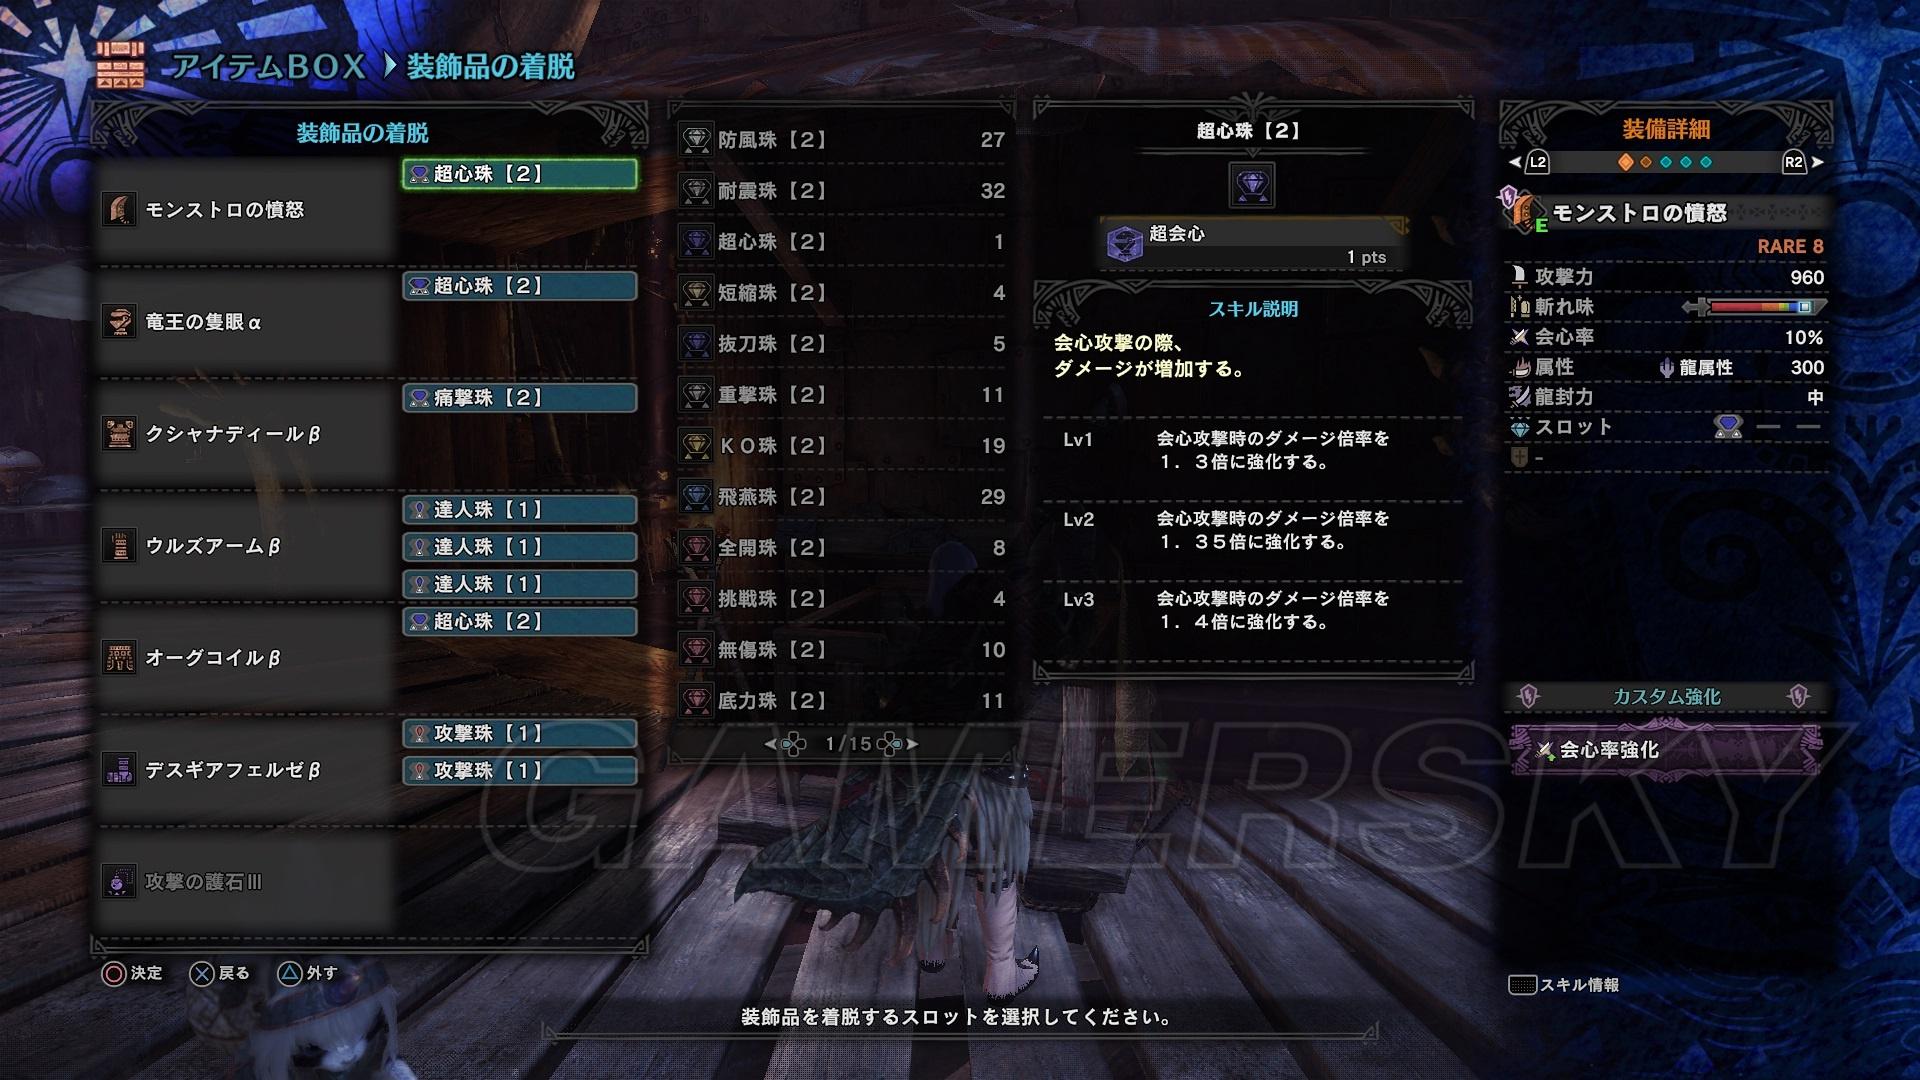 アイテムBOX 装飾品の着脱
装飾品の着脱
モンストロの憤怒
超心珠【2】
竜王の隻眼α
超心珠【2】
クシャナディールβ
痛撃珠【2】
ウルズアームβ
達人珠【1】
達人珠【1】
達人珠【1】
オーグコイルβ
超心珠【2】
デスギアフェルゼβ
攻撃珠【1】
攻撃珠【1】
攻撃の護石Ⅲ
決定 戻る 外す
防風珠【2】 27
耐震珠【2】 32
超心珠【2】 1
短縮珠【2】 4
抜刀珠【2】 5
重撃珠【2】 11
KO珠【2】 19
飛燕珠【2】 29
全開珠【2】 8
挑戦珠【2】 4
無傷珠【2】 10
底力珠【2】 11
1/15
超心珠【2】
超会心
1 pts
スキル説明
会心攻撃の際、
ダメージが増加する。
Lv1 会心攻撃時のダメージ倍率を
1．3倍に強化する。
Lv2 会心攻撃時のダメージ倍率を
1．35倍に強化する。
Lv3 会心攻撃時のダメージ倍率を
1．4倍に強化する。
装備詳細
L2 R2
モンストロの憤怒
E
RARE 8
攻撃力 960
斬れ味
会心率 10%
属性 龍属性 300
龍封力 中
スロット — —
-
カスタム強化
会心率強化
スキル情報
装飾品を着脱するスロットを選択してください。
GAMERSKY